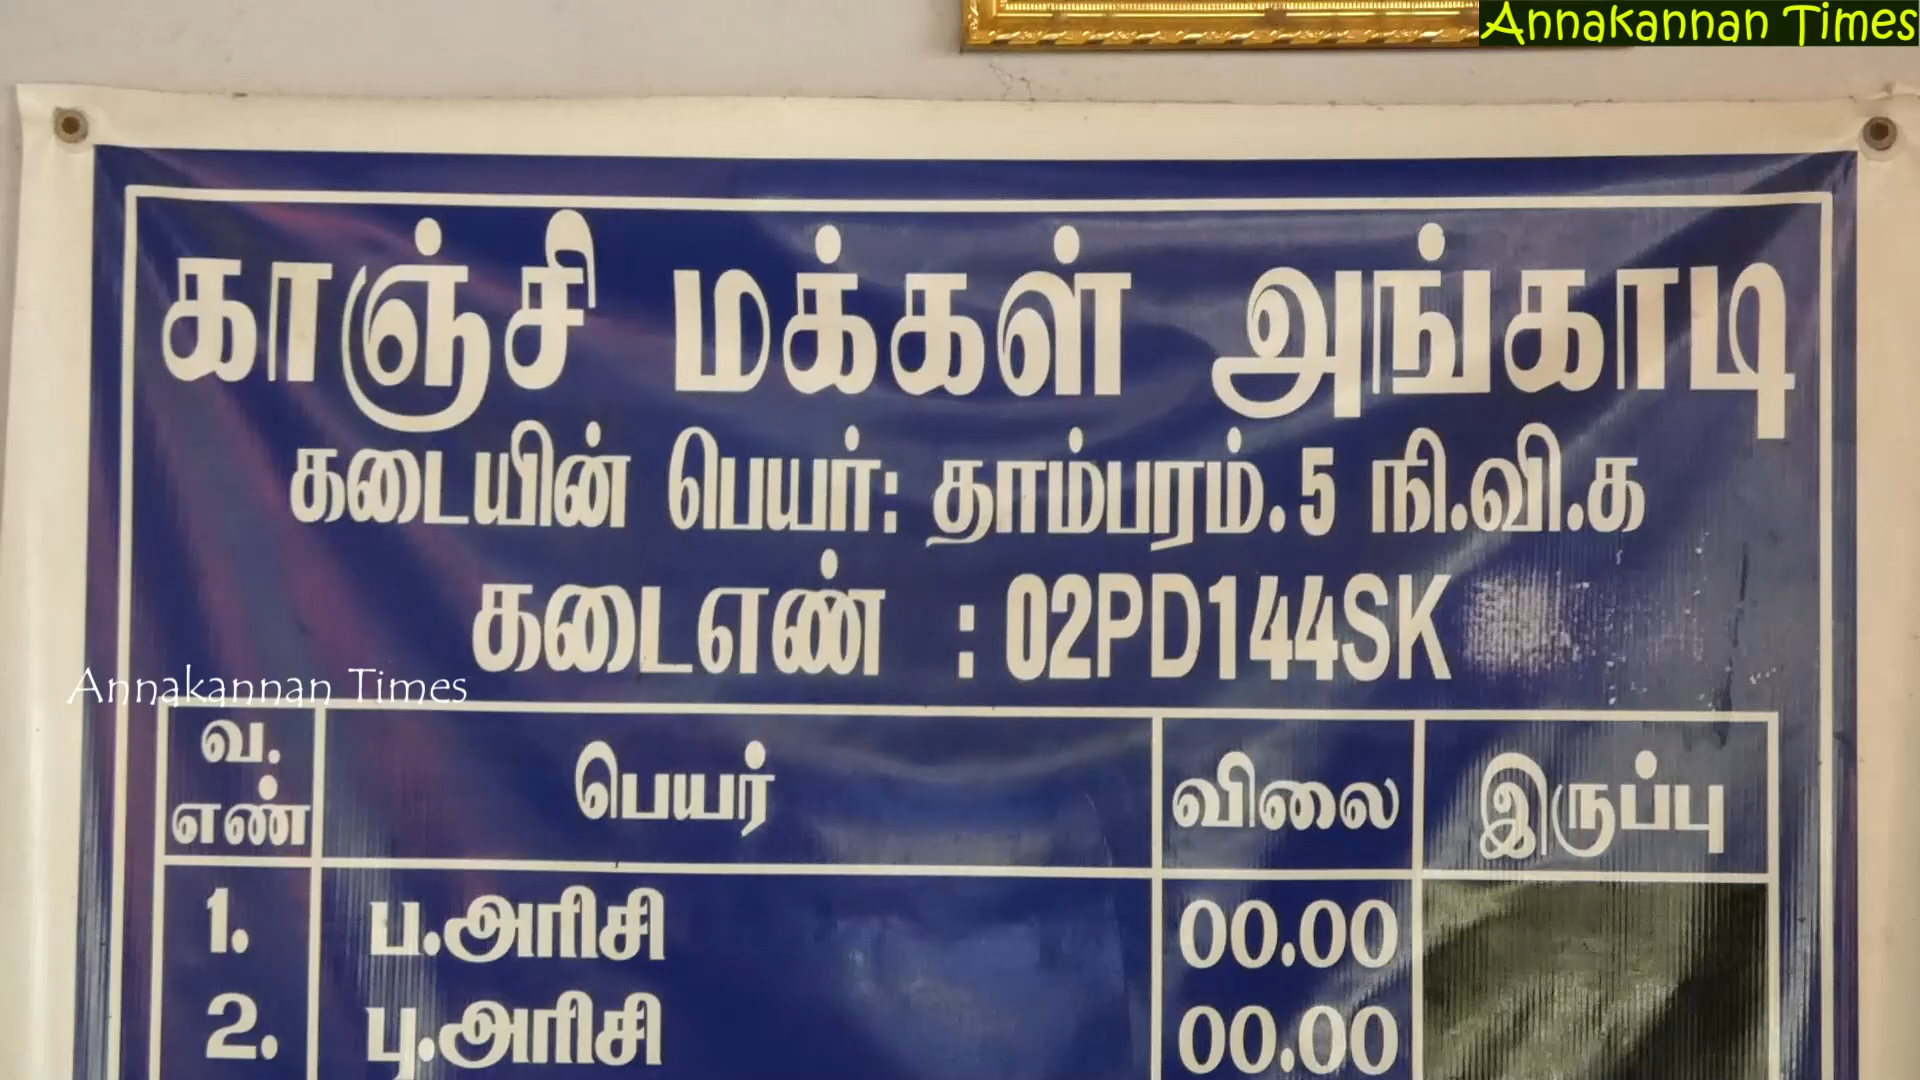 Annakannan Times
காஞ்சி மக்கள் அங்காடி
கடையின் பெயர்: தாம்பரம்.5 நி.வி.க
கடைஎண் : 02PD144SK
Annakannan Times
வ. எண் பெயர் விலை இருப்பு
1. ப.அரிசி 00.00
2. பு.அரிசி 00.00